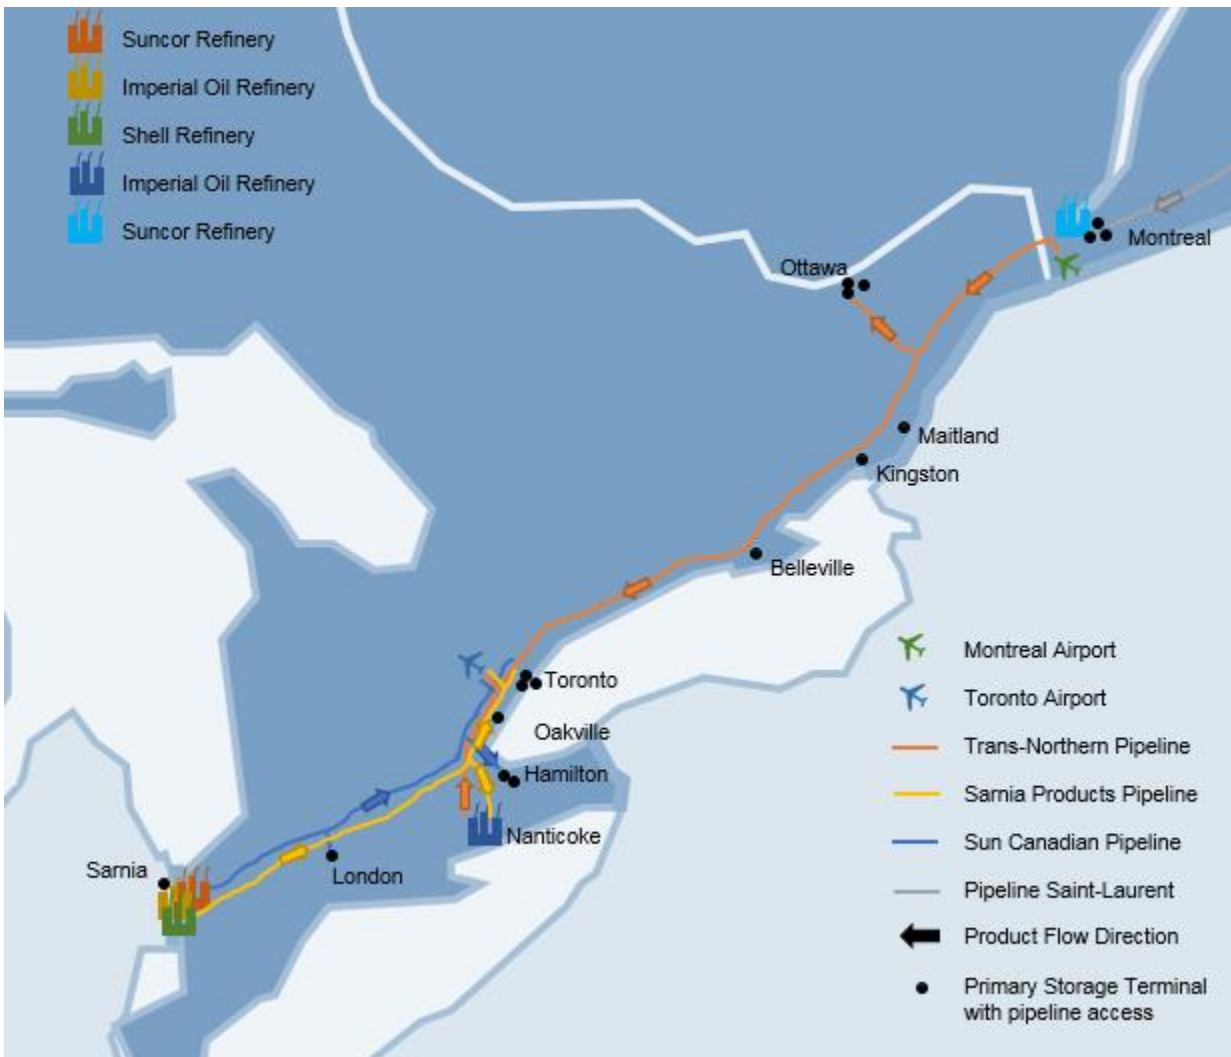 Suncor Refinery
Imperial Oil Refinery
Shell Refinery
Imperial Oil Refinery
Suncor Refinery
Montreal
Ottawa
Maitland
Kingston
Belleville
Toronto
Oakville
Hamilton
Nanticoke
London
Sarnia
Montreal Airport
Toronto Airport
Trans-Northern Pipeline
Sarnia Products Pipeline
Sun Canadian Pipeline
Pipeline Saint-Laurent
Product Flow Direction
Primary Storage Terminal
with pipeline access